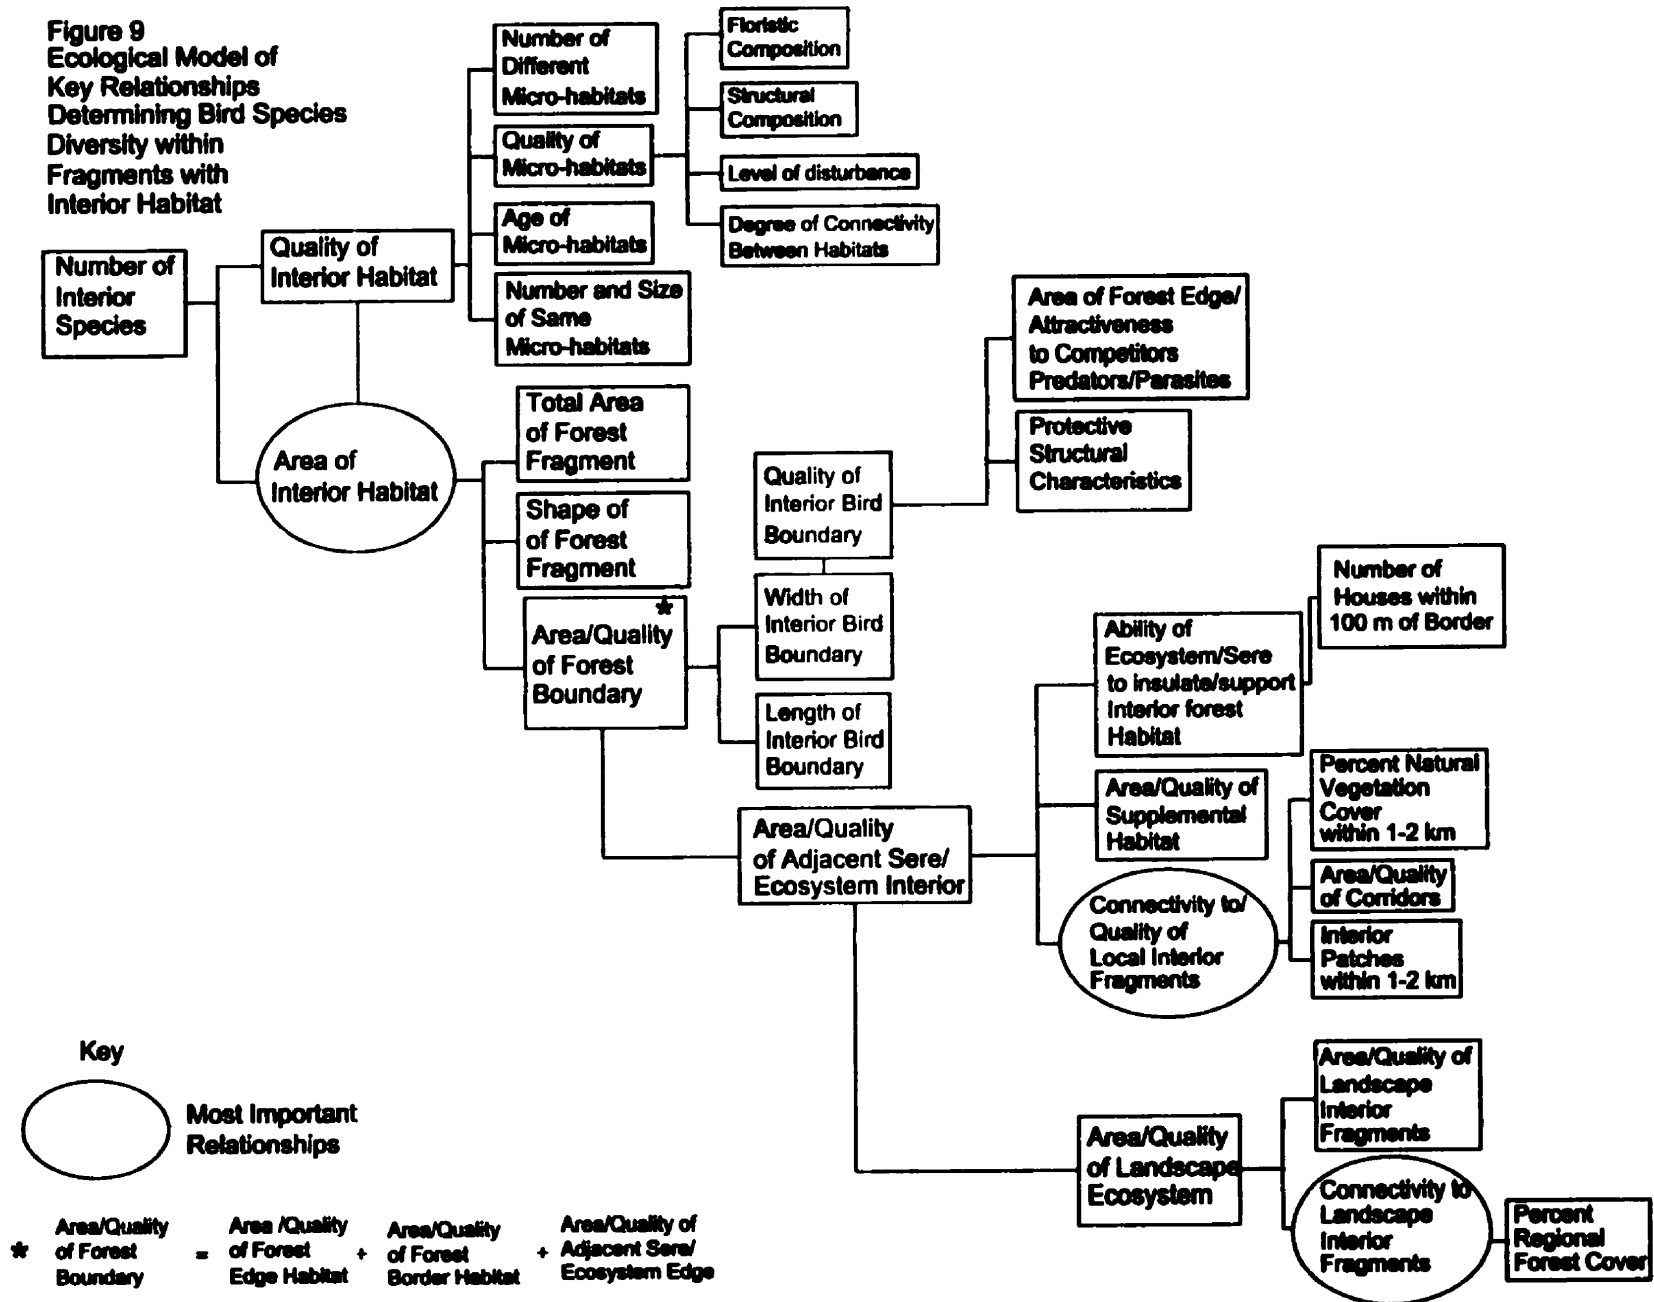 Figure 9
Ecological Model of
Key Relationships
Determining Bird Species
Diversity within
Fragments with
Interior Habitat
Number of
Interior
Species
Quality of
Interior Habitat
Area of
Interior Habitat
Number of
Different
Micro-habitats
Quality of
Micro-habitats
Age of
Micro-habitats
Number and Size
of Same
Micro-habitats
Floristic
Composition
Structural
Composition
Level of disturbance
Degree of Connectivity
Between Habitats
Total Area
of Forest
Fragment
Shape of
of Forest
Fragment
*
Area/Quality
of Forest
Boundary
Quality of
Interior Bird
Boundary
Width of
Interior Bird
Boundary
Length of
Interior Bird
Boundary
Area of Forest Edge/
Attractiveness
to Competitors
Predators/Parasites
Protective
Structural
Characteristics
Area/Quality
of Adjacent Sere/
Ecosystem Interior
Ability of
Ecosystem/Sere
to insulate/support
Interior forest
Habitat
Number of
Houses within
100 m of Border
Area/Quality of
Supplemental
Habitat
Connectivity to/
Quality of
Local Interior
Fragments
Percent Natural
Vegetation
Cover
within 1-2 km
Area/Quality
of Corridors
Interior
Patches
within 1-2 km
Area/Quality
of Landscape
Ecosystem
Area/Quality of
Landscape
Interior
Fragments
Connectivity to
Landscape
Interior
Fragments
Percent
Regional
Forest Cover
Key
Most Important
Relationships
* Area/Quality
of Forest
Boundary
=
Area /Quality
of Forest
Edge Habitat
+
Area/Quality
of Forest
Border Habitat
+
Area/Quality of
Adjacent Sere/
Ecosystem Edge